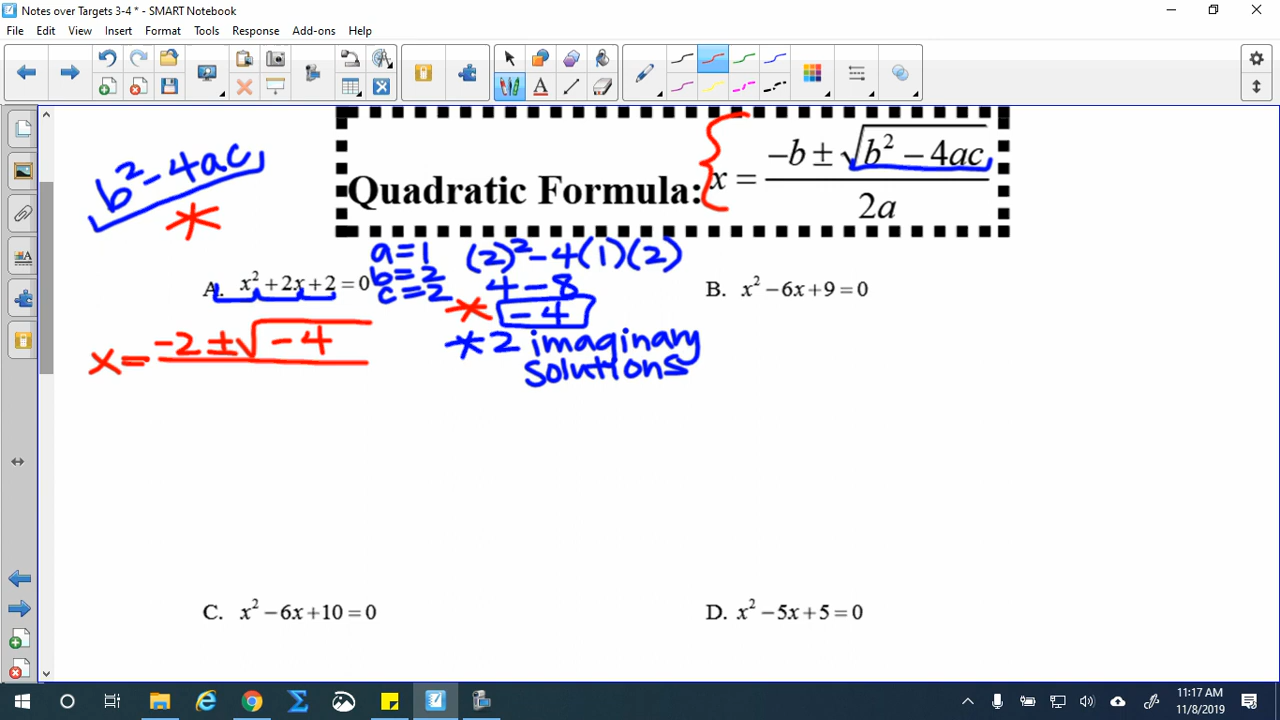 Notes over Targets 3-4 * - SMART Notebook
File Edit View Insert Format Tools Response Add-ons Help
b² - 4ac
*
Quadratic Formula: x = (-b ± √(b² - 4ac)) / 2a
A. x² + 2x + 2 = 0
a = 1
b = 2
c = 2
(2)² - 4(1)(2)
4 - 8
* -4
* 2 imaginary
solutions
x = -2 ± √-4
B. x² - 6x + 9 = 0
C. x² - 6x + 10 = 0
D. x² - 5x + 5 = 0
11:17 AM
11/8/2019